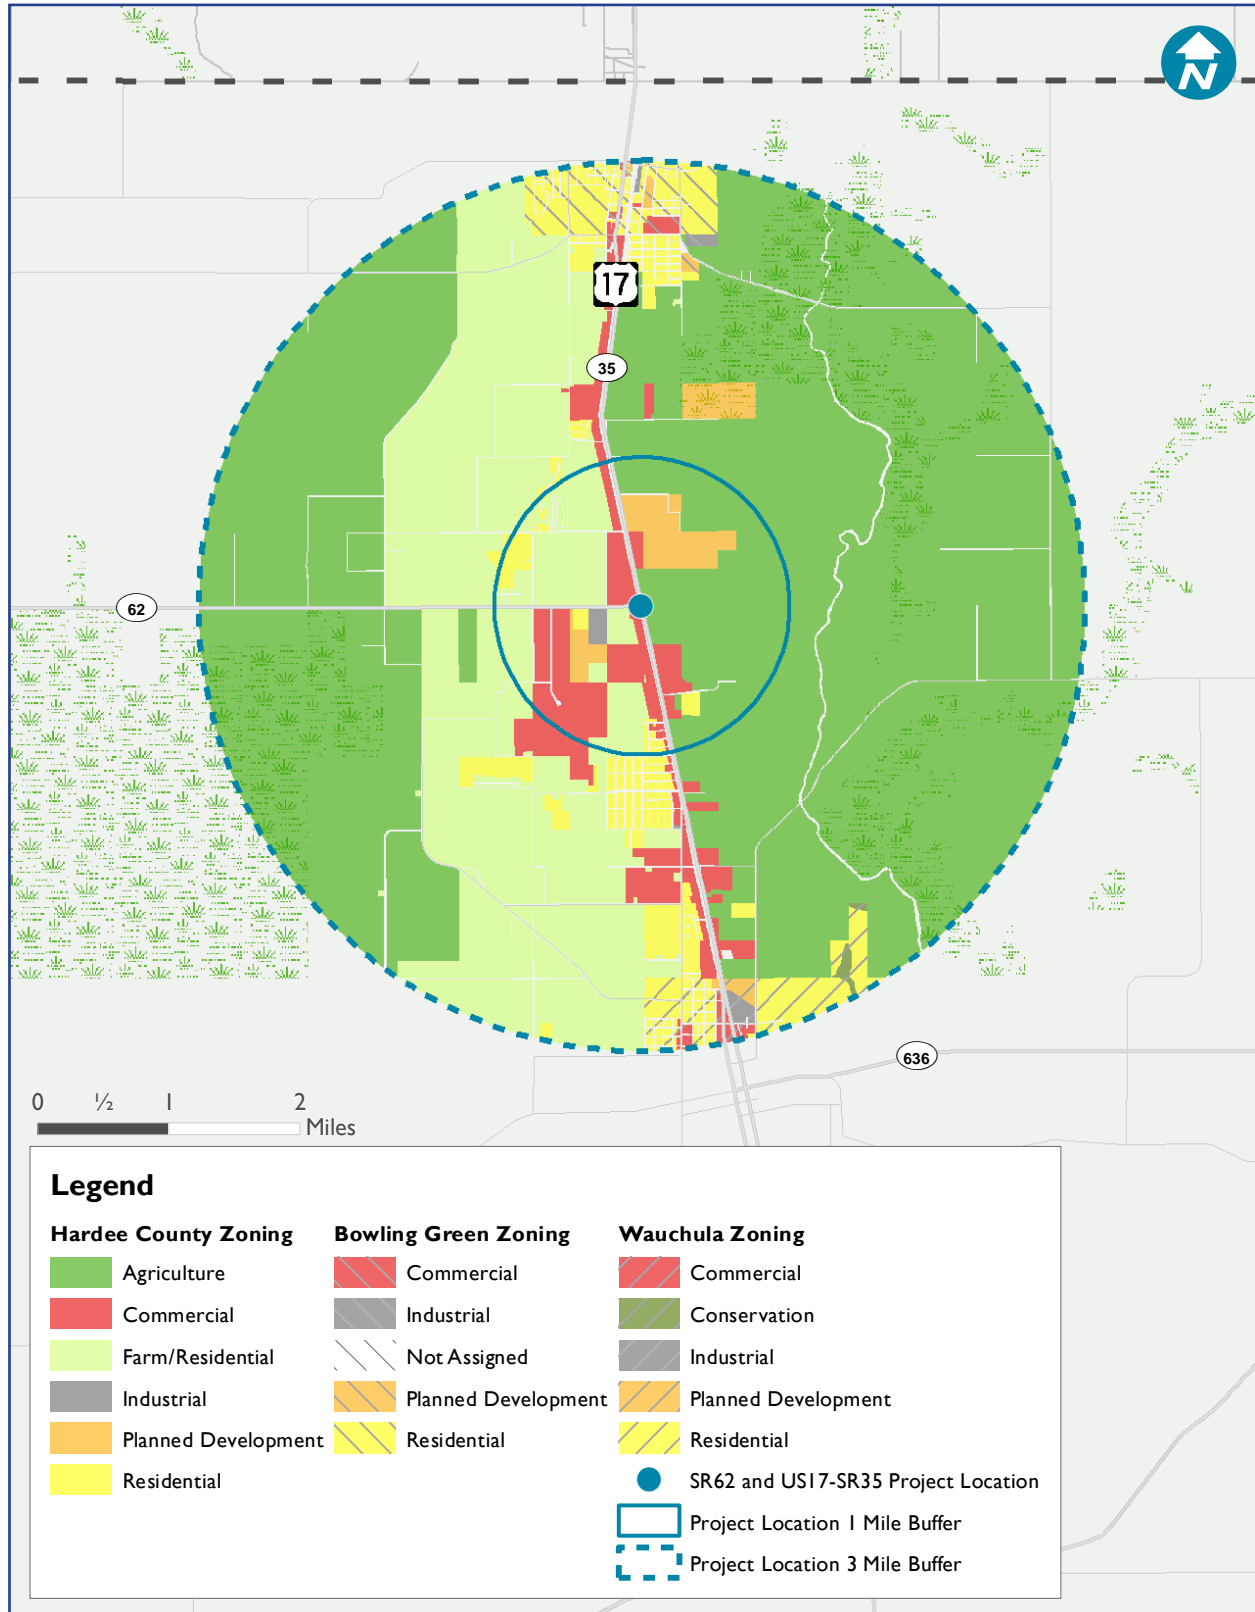 N
17
35
62
636
0 ½ 1 2
Miles
Legend
Hardee County Zoning
Agriculture
Commercial
Farm/Residential
Industrial
Planned Development
Residential
Bowling Green Zoning
Commercial
Industrial
Not Assigned
Planned Development
Residential
Wauchula Zoning
Commercial
Conservation
Industrial
Planned Development
Residential
SR62 and US17-SR35 Project Location
Project Location 1 Mile Buffer
Project Location 3 Mile Buffer